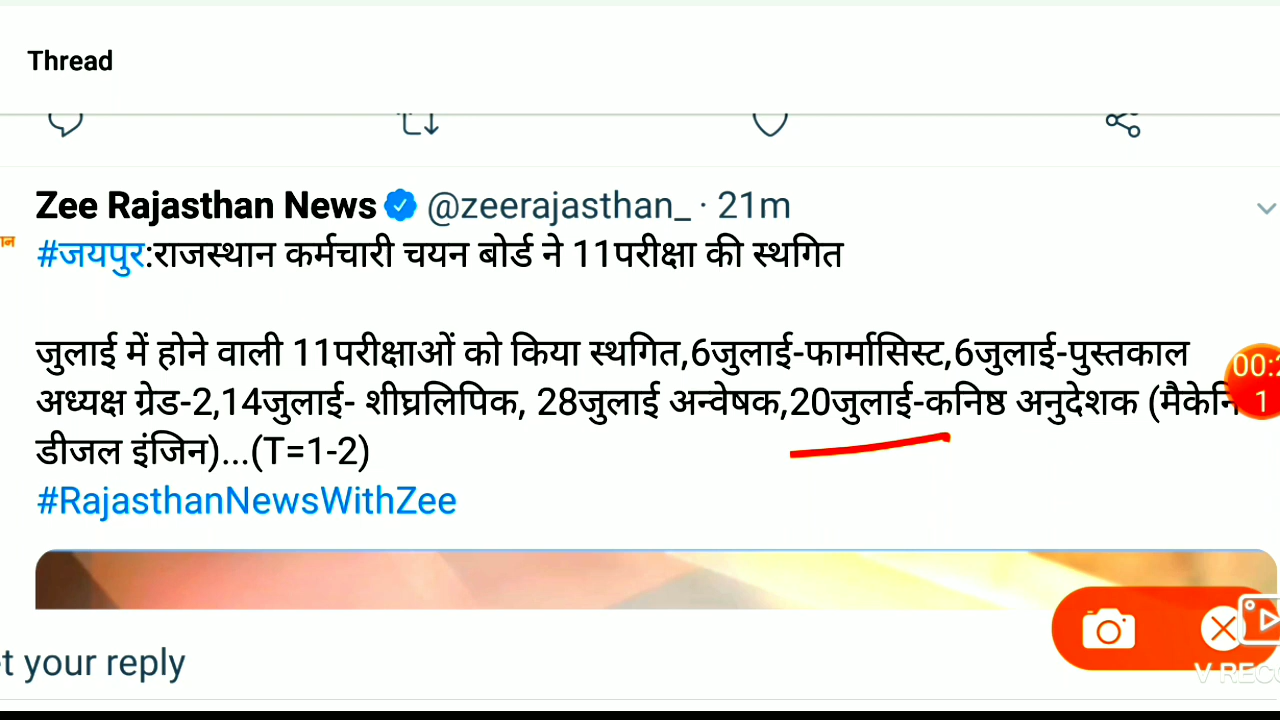 Thread
Zee Rajasthan News @zeerajasthan_ · 21m
#जयपुर:राजस्थान कर्मचारी चयन बोर्ड ने 11परीक्षा की स्थगित
जुलाई में होने वाली 11परीक्षाओं को किया स्थगित,6जुलाई-फार्मासिस्ट,6जुलाई-पुस्तकाल
अध्यक्ष ग्रेड-2,14जुलाई- शीघ्रलिपिक, 28जुलाई अन्वेषक,20जुलाई-कनिष्ठ अनुदेशक (मैकेनि
डीजल इंजिन)...(T=1-2)
#RajasthanNewsWithZee
your reply